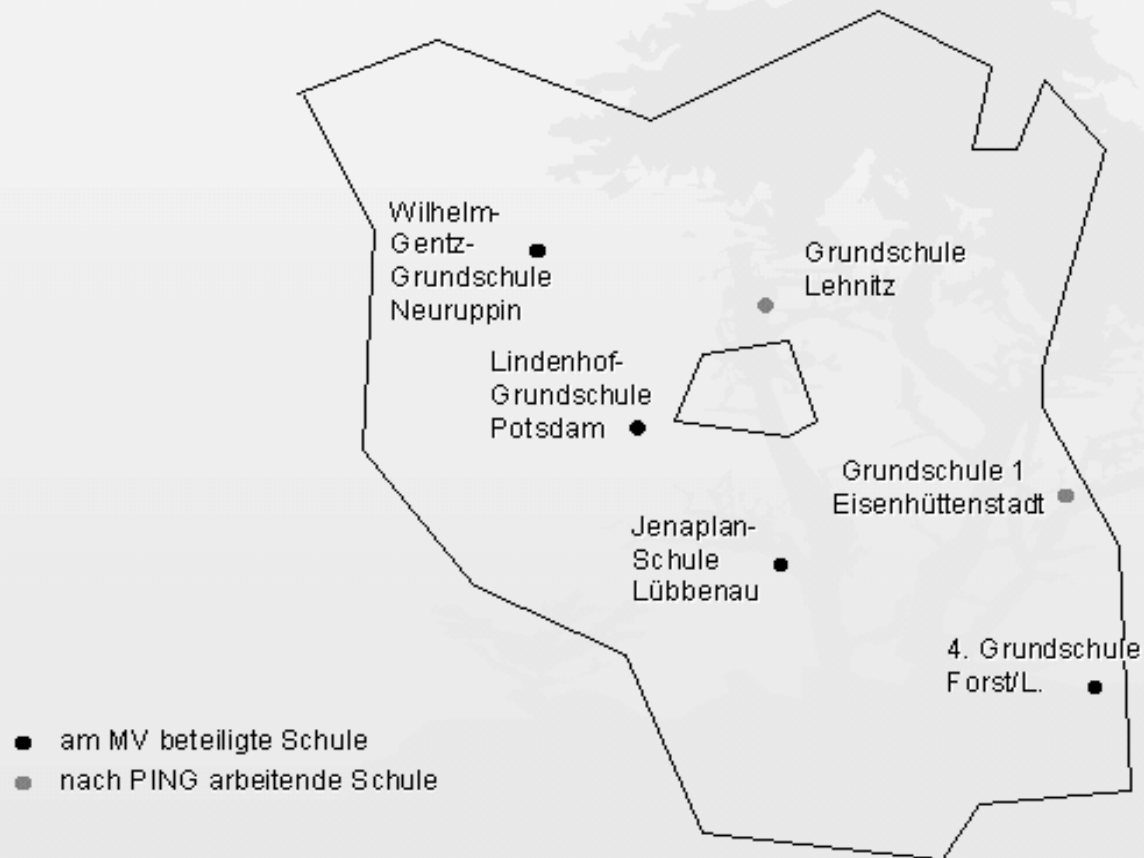 Wilhelm-
Gentz-
Grundschule
Neuruppin
Grundschule
Lehnitz
Lindenhof-
Grundschule
Potsdam
Grundschule 1
Eisenhüttenstadt
Jenaplan-
Schule
Lübbenau
4. Grundschule
Forst/L.
am MV beteiligte Schule
nach PING arbeitende Schule